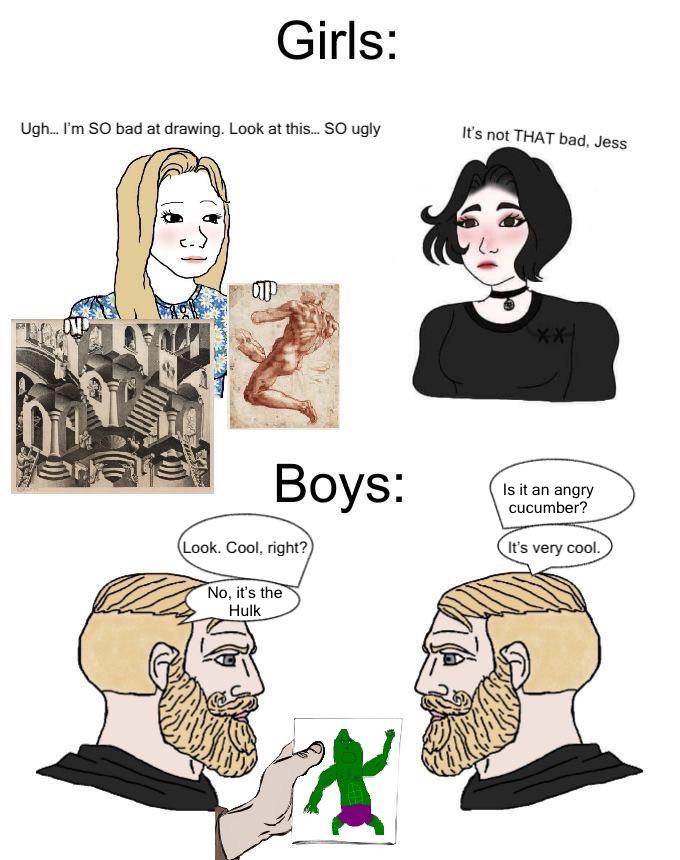 Girls:
Ugh... I'm SO bad at drawing. Look at this... SO ugly
It's not THAT bad, Jess
Boys:
Look. Cool, right?
Is it an angry
cucumber?
No, it's the
Hulk
It's very cool.